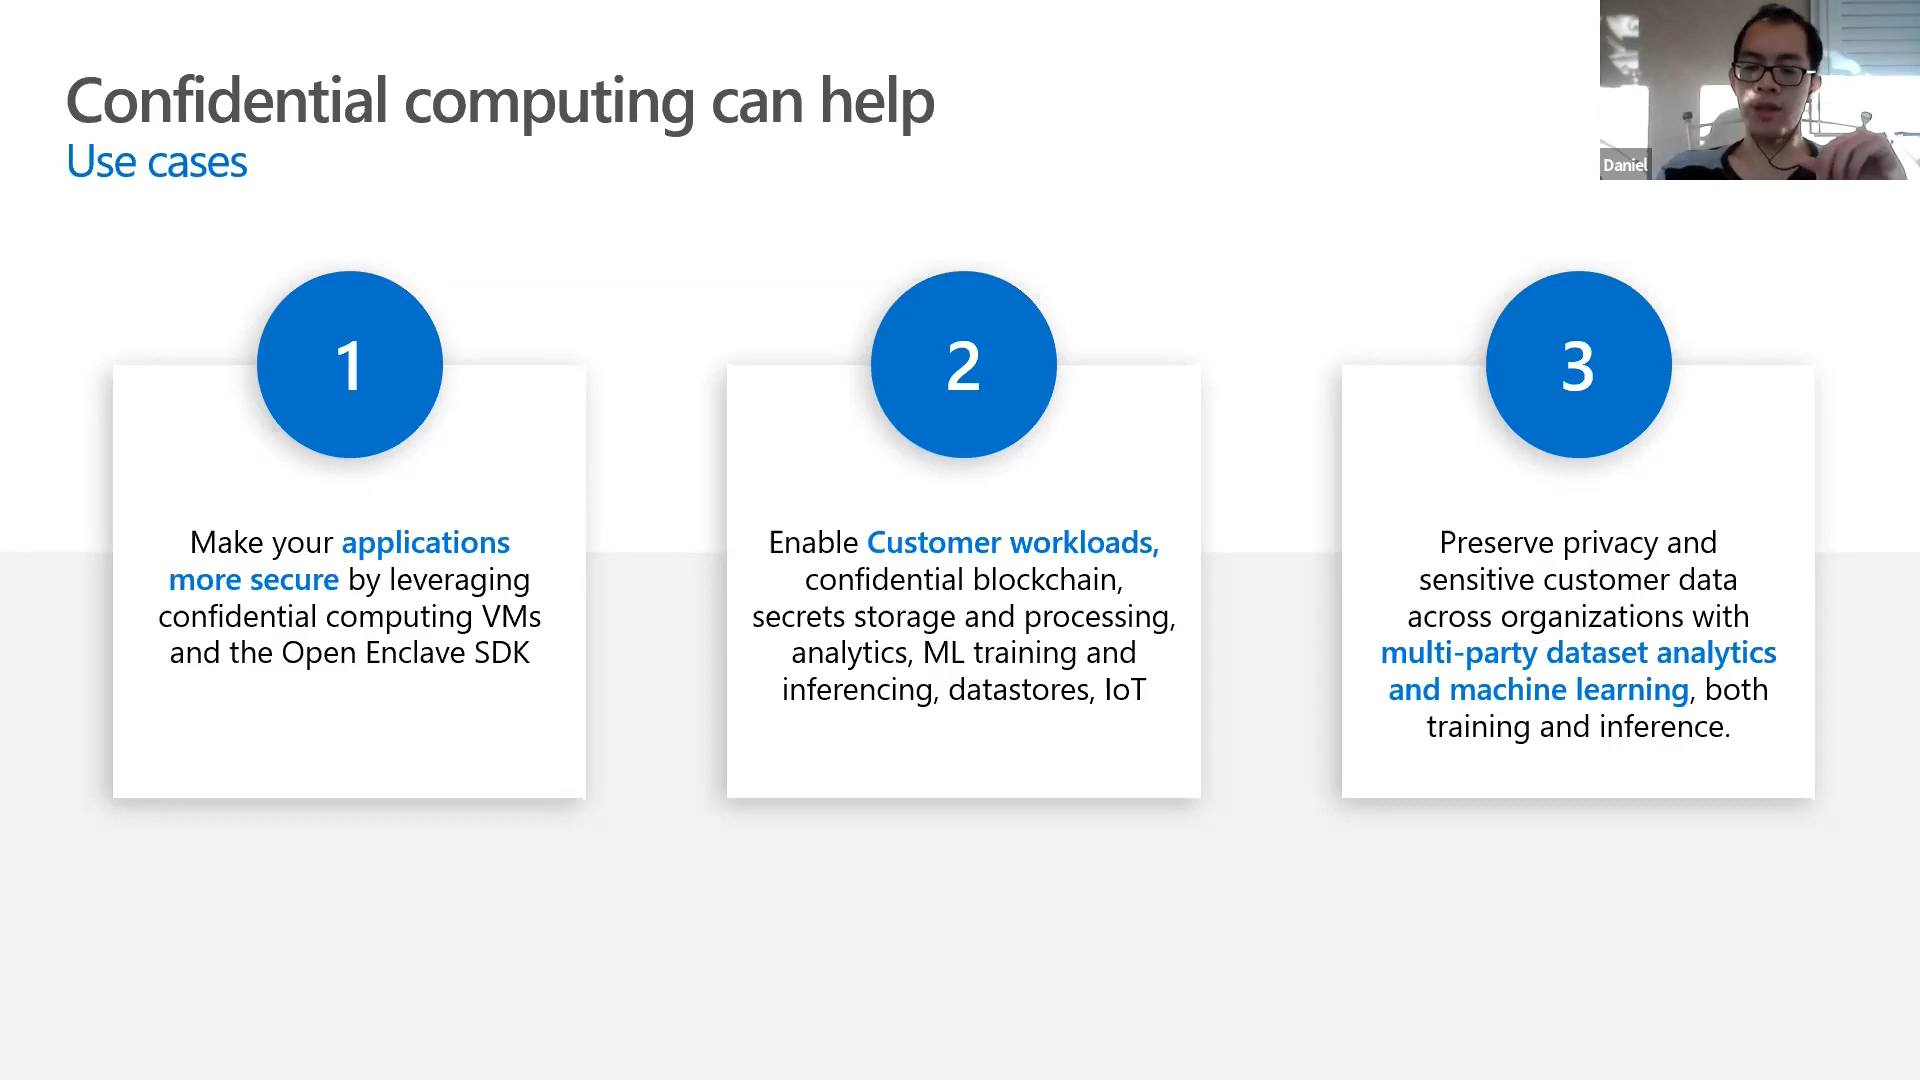 Confidential computing can help
Use cases
Daniel
1
Make your applications
more secure by leveraging
confidential computing VMs
and the Open Enclave SDK
2
Enable Customer workloads,
confidential blockchain,
secrets storage and processing,
analytics, ML training and
inferencing, datastores, IoT
3
Preserve privacy and
sensitive customer data
across organizations with
multi-party dataset analytics
and machine learning, both
training and inference.